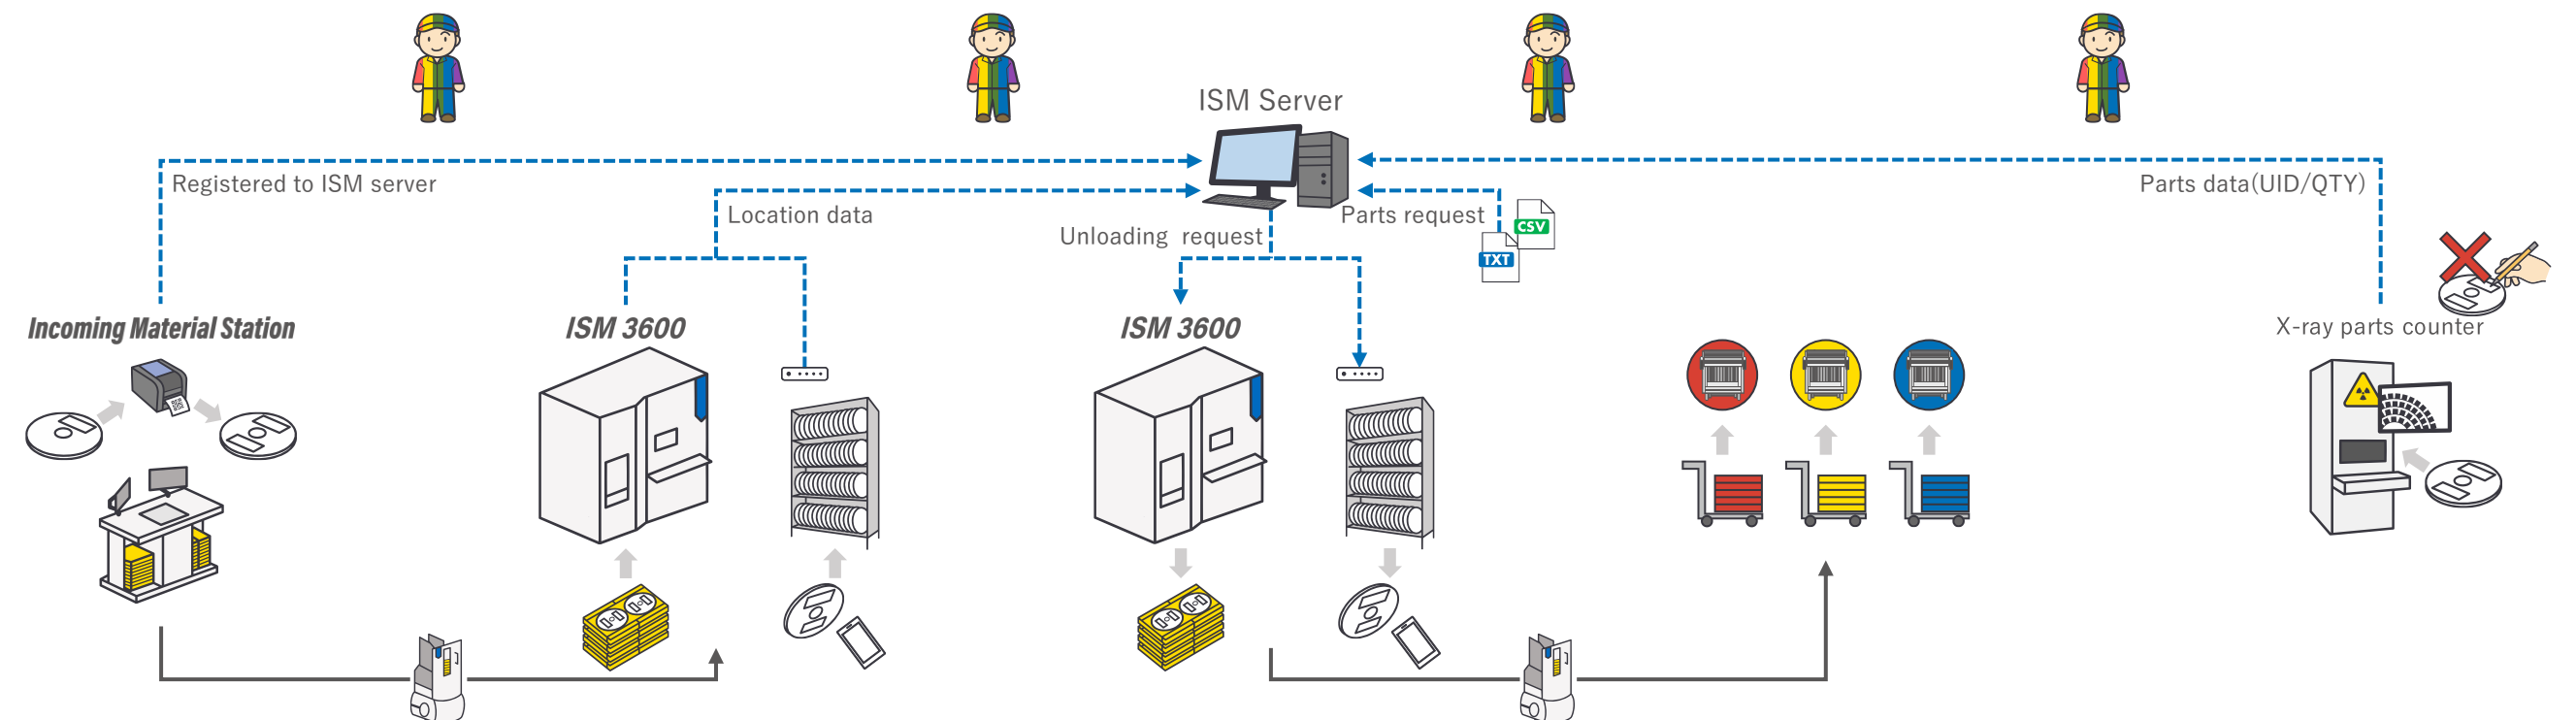 ISM Server
Registered to ISM server
Parts data(UID/QTY)
Location data
Parts request
CSV
Unloading request
TXT
Incoming Material Station
ISM 3600
ISM 3600
X-ray parts counter